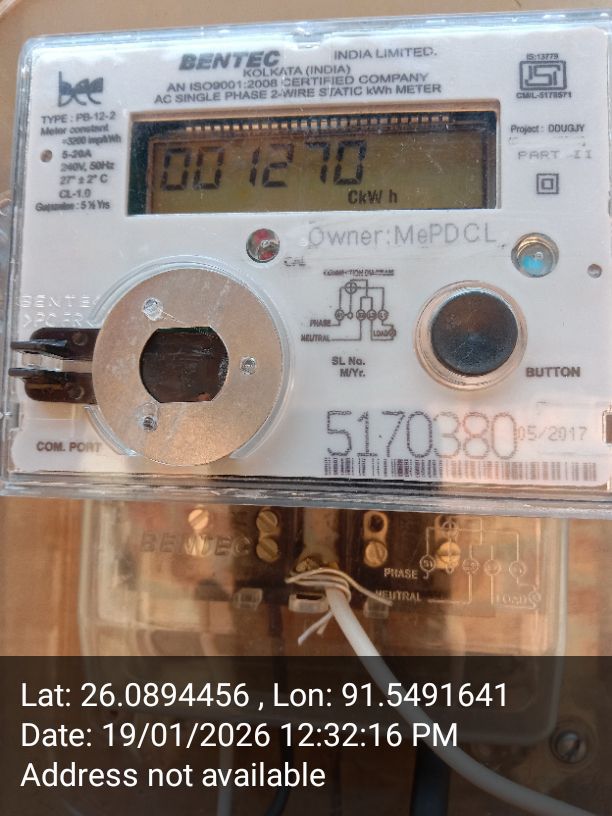 BENTEC INDIA LIMITED.
KOLKATA (INDIA)
AN ISO9001:2008 CERTIFIED COMPANY
AC SINGLE PHASE 2-WIRE STATIC kWh METER
bee
IS:13779
CM/L-5178571
TYPE : PB-12-2
Meter constant
=3200 imp/kWh
5-20A
240V, 50Hz
27° ± 2° C
CL-1.0
Guarantee : 5 ½ Yrs
Project : DDUGJY
PART II
001270
CkW h
Owner:MePDCL
CAL
CONNECTION DIAGRAM
PHASE
NEUTRAL
LOAD
SL No.
M/Yr.
BUTTON
BENTEC
COM. PORT
5170380 05/2017
BENTEC
PHASE
NEUTRAL
LOAD
Lat: 26.0894456 , Lon: 91.5491641
Date: 19/01/2026 12:32:16 PM
Address not available